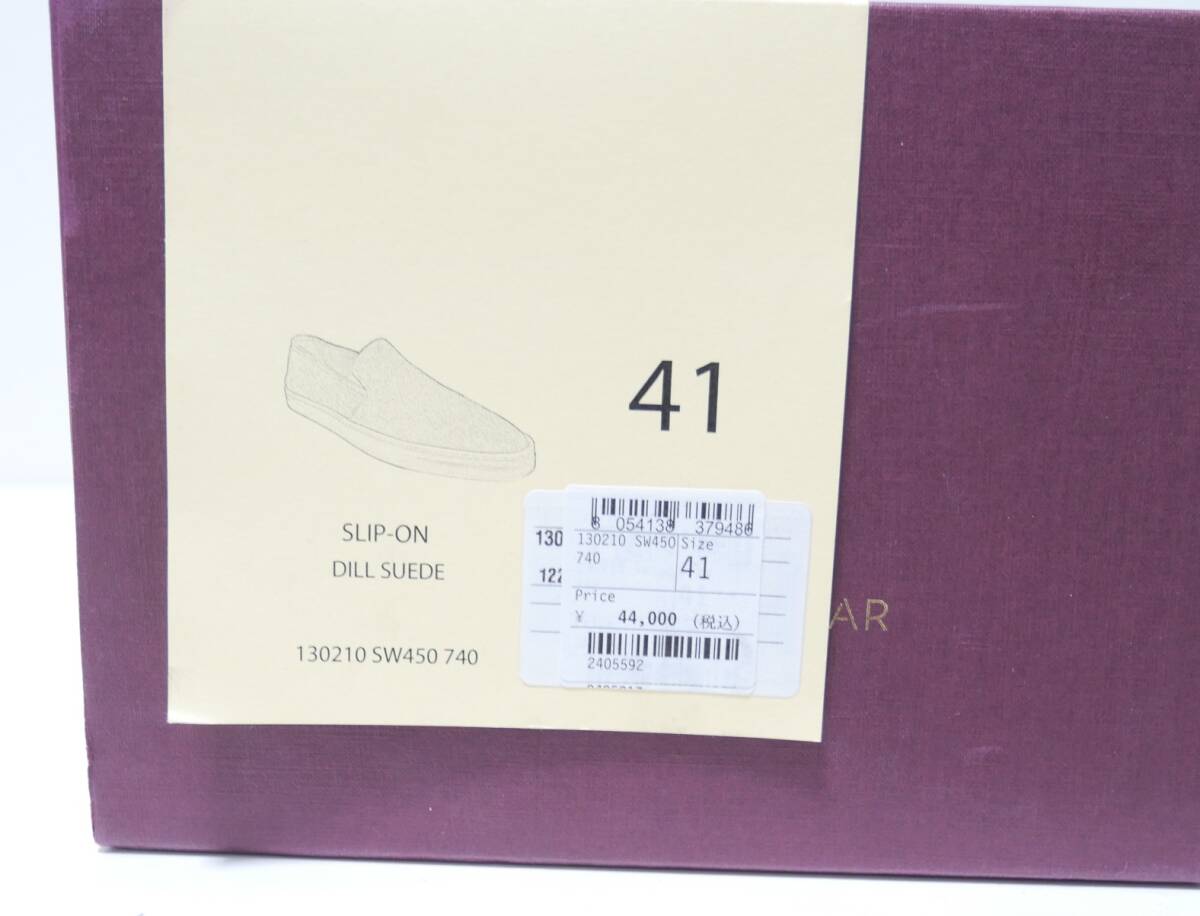 41
SLIP-ON
DILL SUEDE
130210 SW450 740
8 054138 379486
130
130210 SW450
740
Size
41
122
Price
¥ 44,000 (税込)
2405592
AR